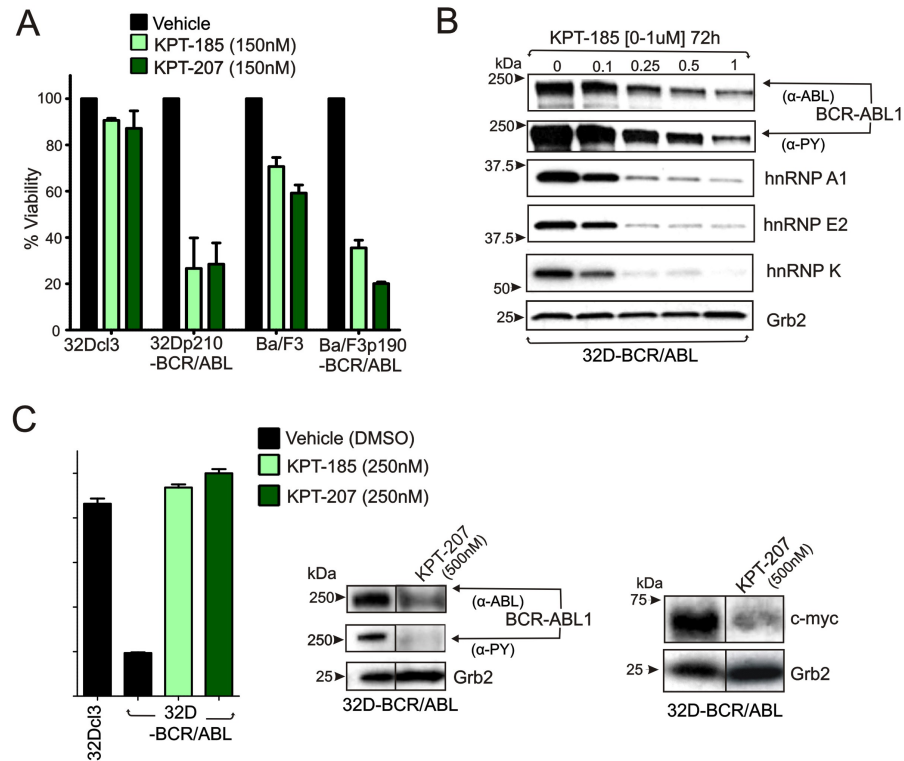 A
Vehicle
KPT-185 (150nM)
KPT-207 (150nM)
% Viability
100
80
60
40
20
0
32Dcl3
32Dp210
-BCR/ABL
Ba/F3
Ba/F3p190
-BCR/ABL
B
KPT-185 [0-1uM] 72h
kDa 0 0.1 0.25 0.5 1
250
(α-ABL)
BCR-ABL1
250
(α-PY)
37.5
hnRNP A1
hnRNP E2
37.5
hnRNP K
50
25 Grb2
32D-BCR/ABL
C
Vehicle (DMSO)
KPT-185 (250nM)
KPT-207 (250nM)
32Dcl3
32D
-BCR/ABL
KPT-207
(500nM)
kDa
250
(α-ABL)
BCR-ABL1
250
(α-PY)
25 Grb2
32D-BCR/ABL
KPT-207
(500nM)
kDa
75
c-myc
25 Grb2
32D-BCR/ABL